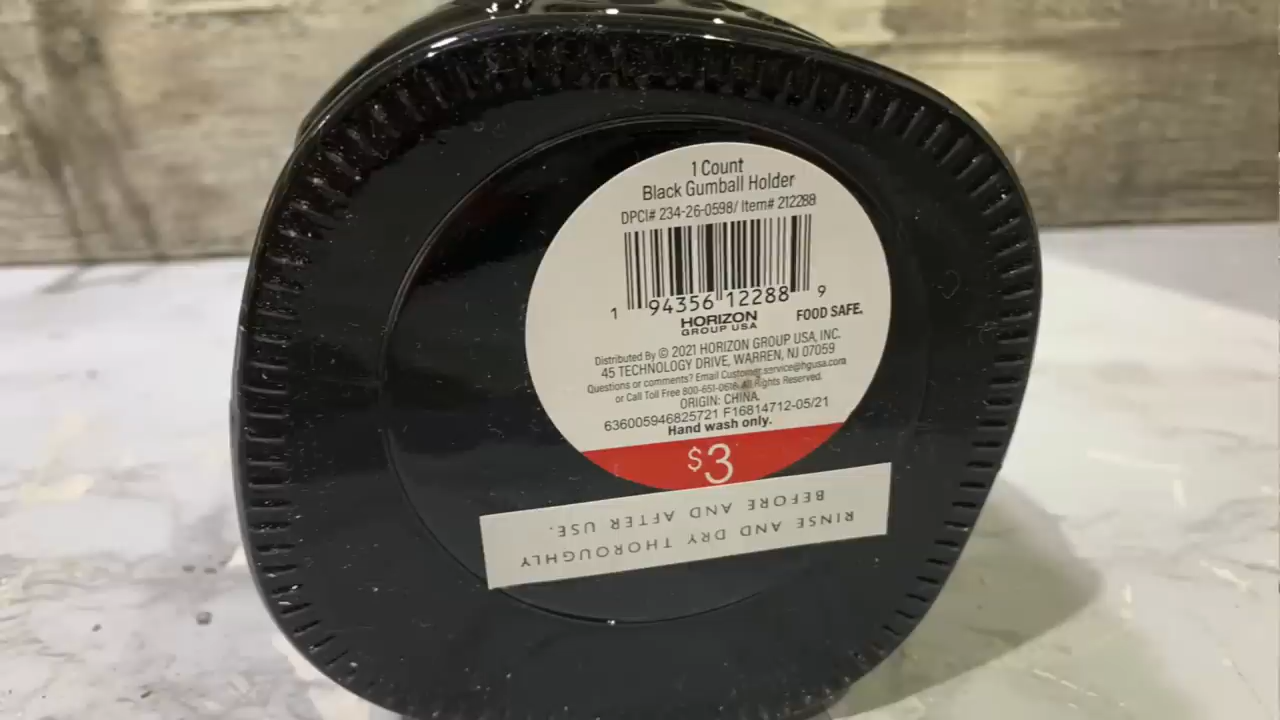 1 Count
Black Gumball Holder
DPCI# 234-26-0598/ Item# 212288
1 94356 12288 9
HORIZON
GROUP USA
FOOD SAFE.
Distributed By © 2021 HORIZON GROUP USA, INC.
45 TECHNOLOGY DRIVE, WARREN, NJ 07059
Questions or comments? Email Customer.service@hgusa.com
or Call Toll Free 800-651-0616. All Rights Reserved.
ORIGIN: CHINA.
636005946825721 F16814712-05/21
Hand wash only.
$3
RINSE AND DRY THOROUGHLY
BEFORE AND AFTER USE.